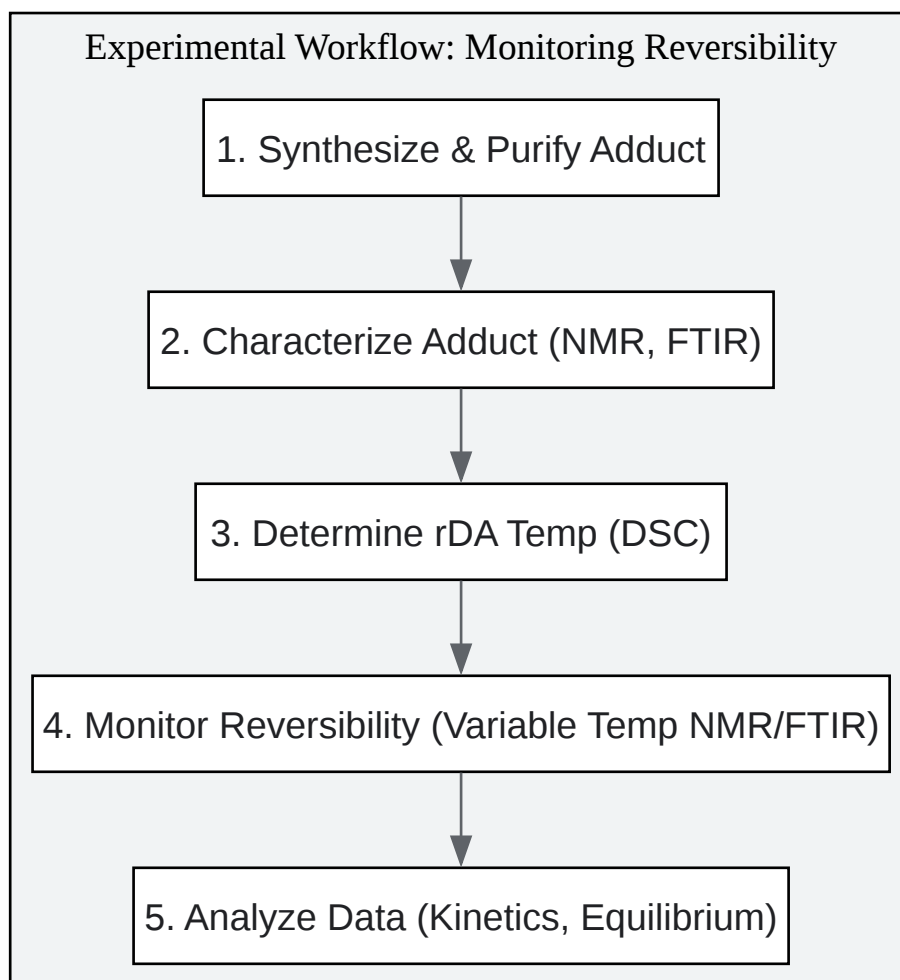 Experimental Workflow: Monitoring Reversibility
1. Synthesize & Purify Adduct
2. Characterize Adduct (NMR, FTIR)
3. Determine rDA Temp (DSC)
4. Monitor Reversibility (Variable Temp NMR/FTIR)
5. Analyze Data (Kinetics, Equilibrium)